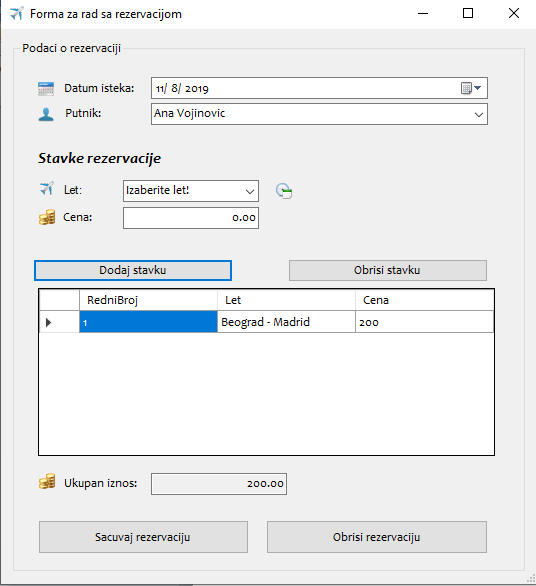 Forma za rad sa rezervacijom
Podaci o rezervaciji
Datum isteka: 11/ 8/ 2019
Putnik: Ana Vojinovic
Stavke rezervacije
Let: Izaberite let!
Cena: 0.00
Dodaj stavku Obrisi stavku
RedniBroj Let Cena
1 Beograd - Madrid 200
Ukupan iznos: 200.00
Sacuvaj rezervaciju Obrisi rezervaciju